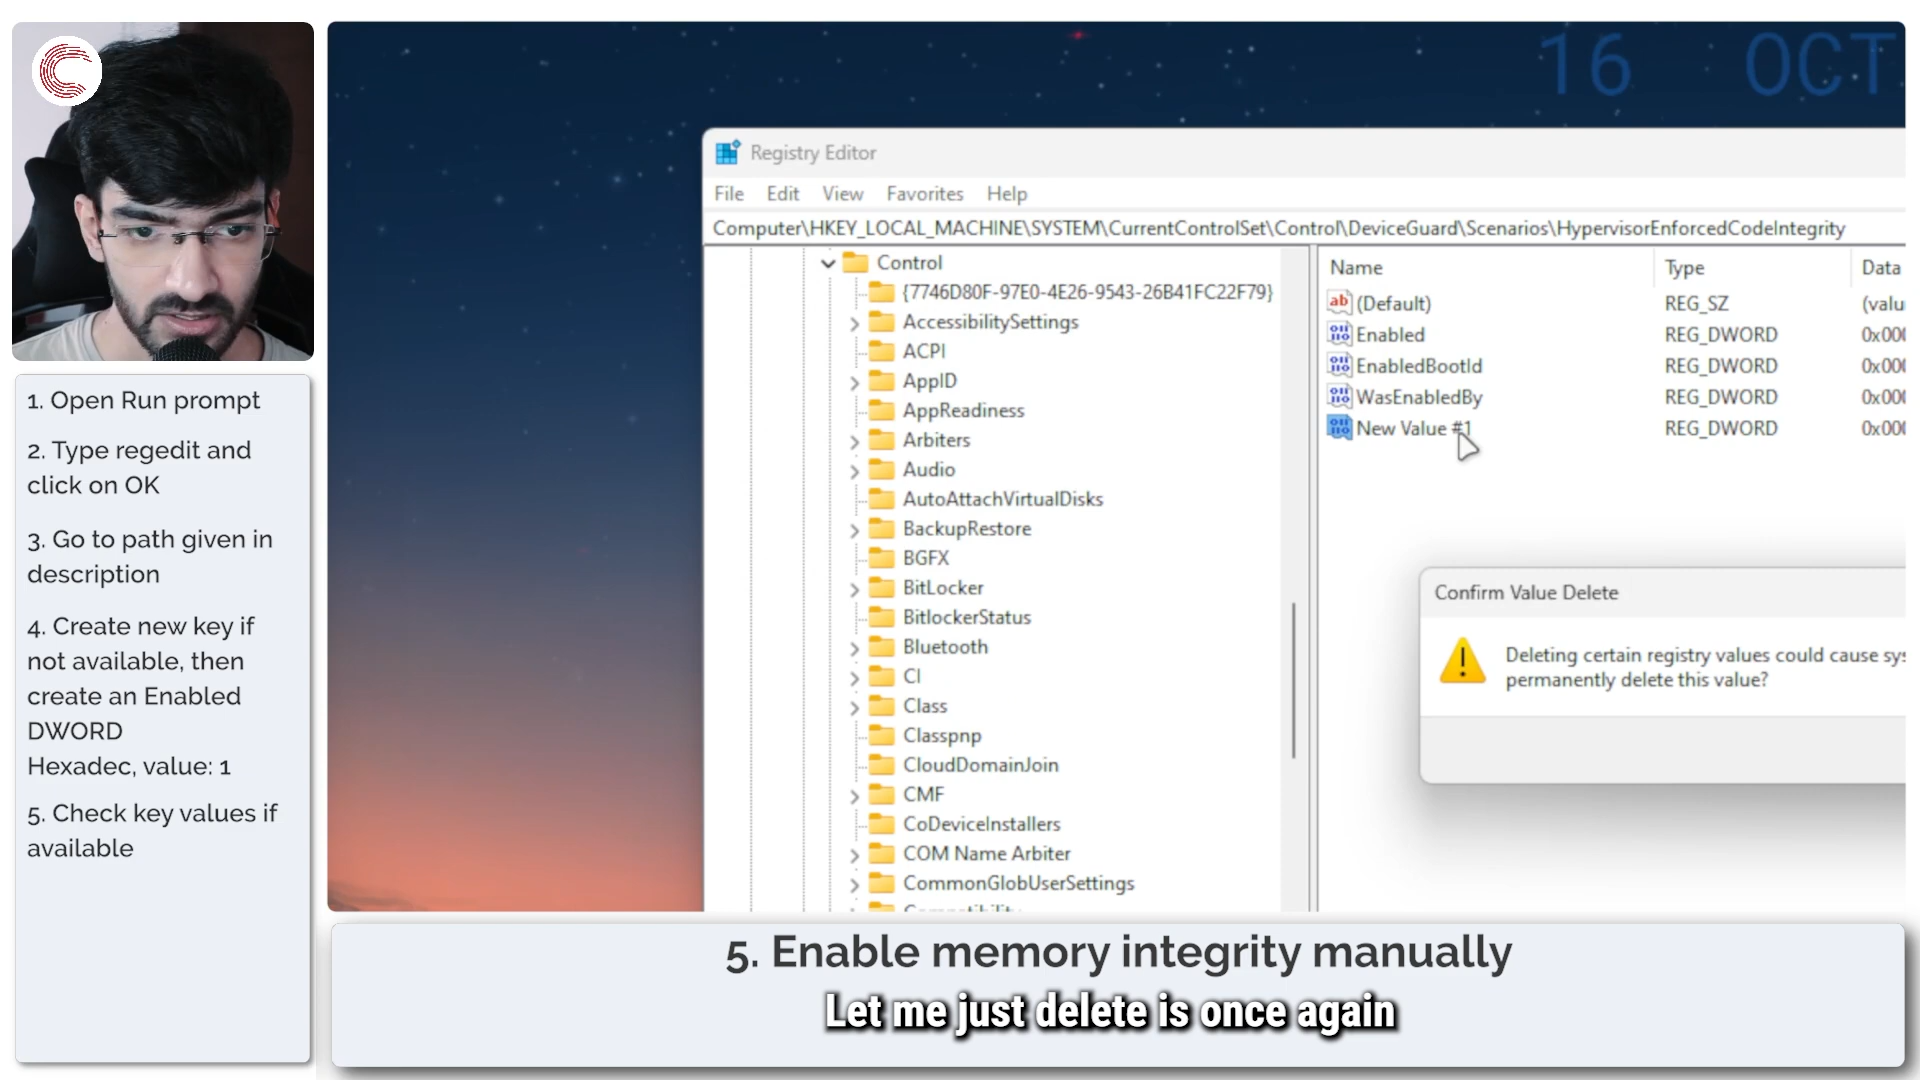 16 OCT
Registry Editor
File Edit View Favorites Help
Computer\HKEY_LOCAL_MACHINE\SYSTEM\CurrentControlSet\Control\DeviceGuard\Scenarios\HypervisorEnforcedCodeIntegrity
Control
{7746D80F-97E0-4E26-9543-26B41FC22F79}
AccessibilitySettings
ACPI
AppID
AppReadiness
Arbiters
Audio
AutoAttachVirtualDisks
BackupRestore
BGFX
BitLocker
BitlockerStatus
Bluetooth
CI
Class
Classpnp
CloudDomainJoin
CMF
CoDeviceInstallers
COM Name Arbiter
CommonGlobUserSettings
Name Type Data
(Default) REG_SZ (valu
Enabled REG_DWORD 0x000
EnabledBootId REG_DWORD 0x000
WasEnabledBy REG_DWORD 0x000
New Value #1 REG_DWORD 0x000
Confirm Value Delete
Deleting certain registry values could cause sys
permanently delete this value?
1. Open Run prompt
2. Type regedit and
click on OK
3. Go to path given in
description
4. Create new key if
not available, then
create an Enabled
DWORD
Hexadec, value: 1
5. Check key values if
available
5. Enable memory integrity manually
Let me just delete is once again